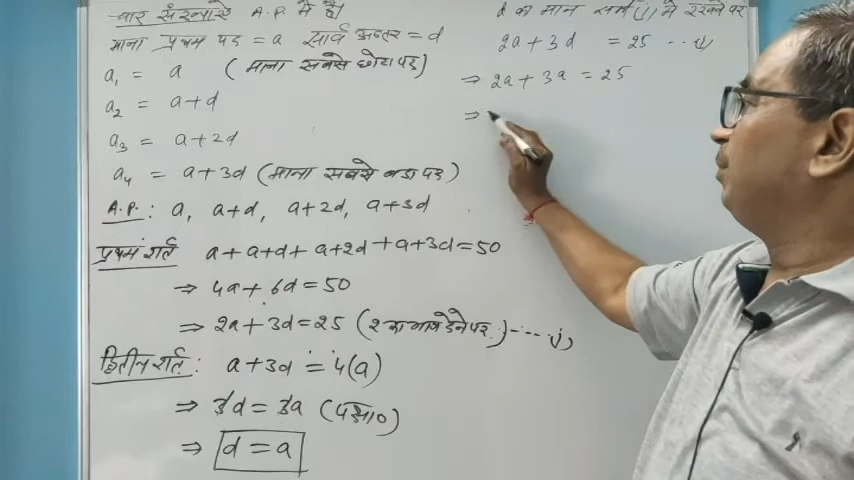 चार संख्याऐं A.P में है।
माना प्रथम पद = a सार्व अन्तर = d
a₁ = a (माना सबसे छोटा पद)
a₂ = a+d
a₃ = a+2d
a₄ = a+3d (माना सबसे बडा पद)
A.P.: a, a+d, a+2d, a+3d
प्रथम शर्त a+a+d+a+2d+a+3d=50
⇒ 4a+6d=50
⇒ 2a+3d=25 (2 का भाग देने पर)-----i)
द्वितीय शर्त: a+3d = 4(a)
⇒ 3d=3a (पक्षा०)
⇒ d=a
d का मान समी (i) में रखने पर
2a+3d = 25 --i)
⇒ 2a+3a = 25
⇒